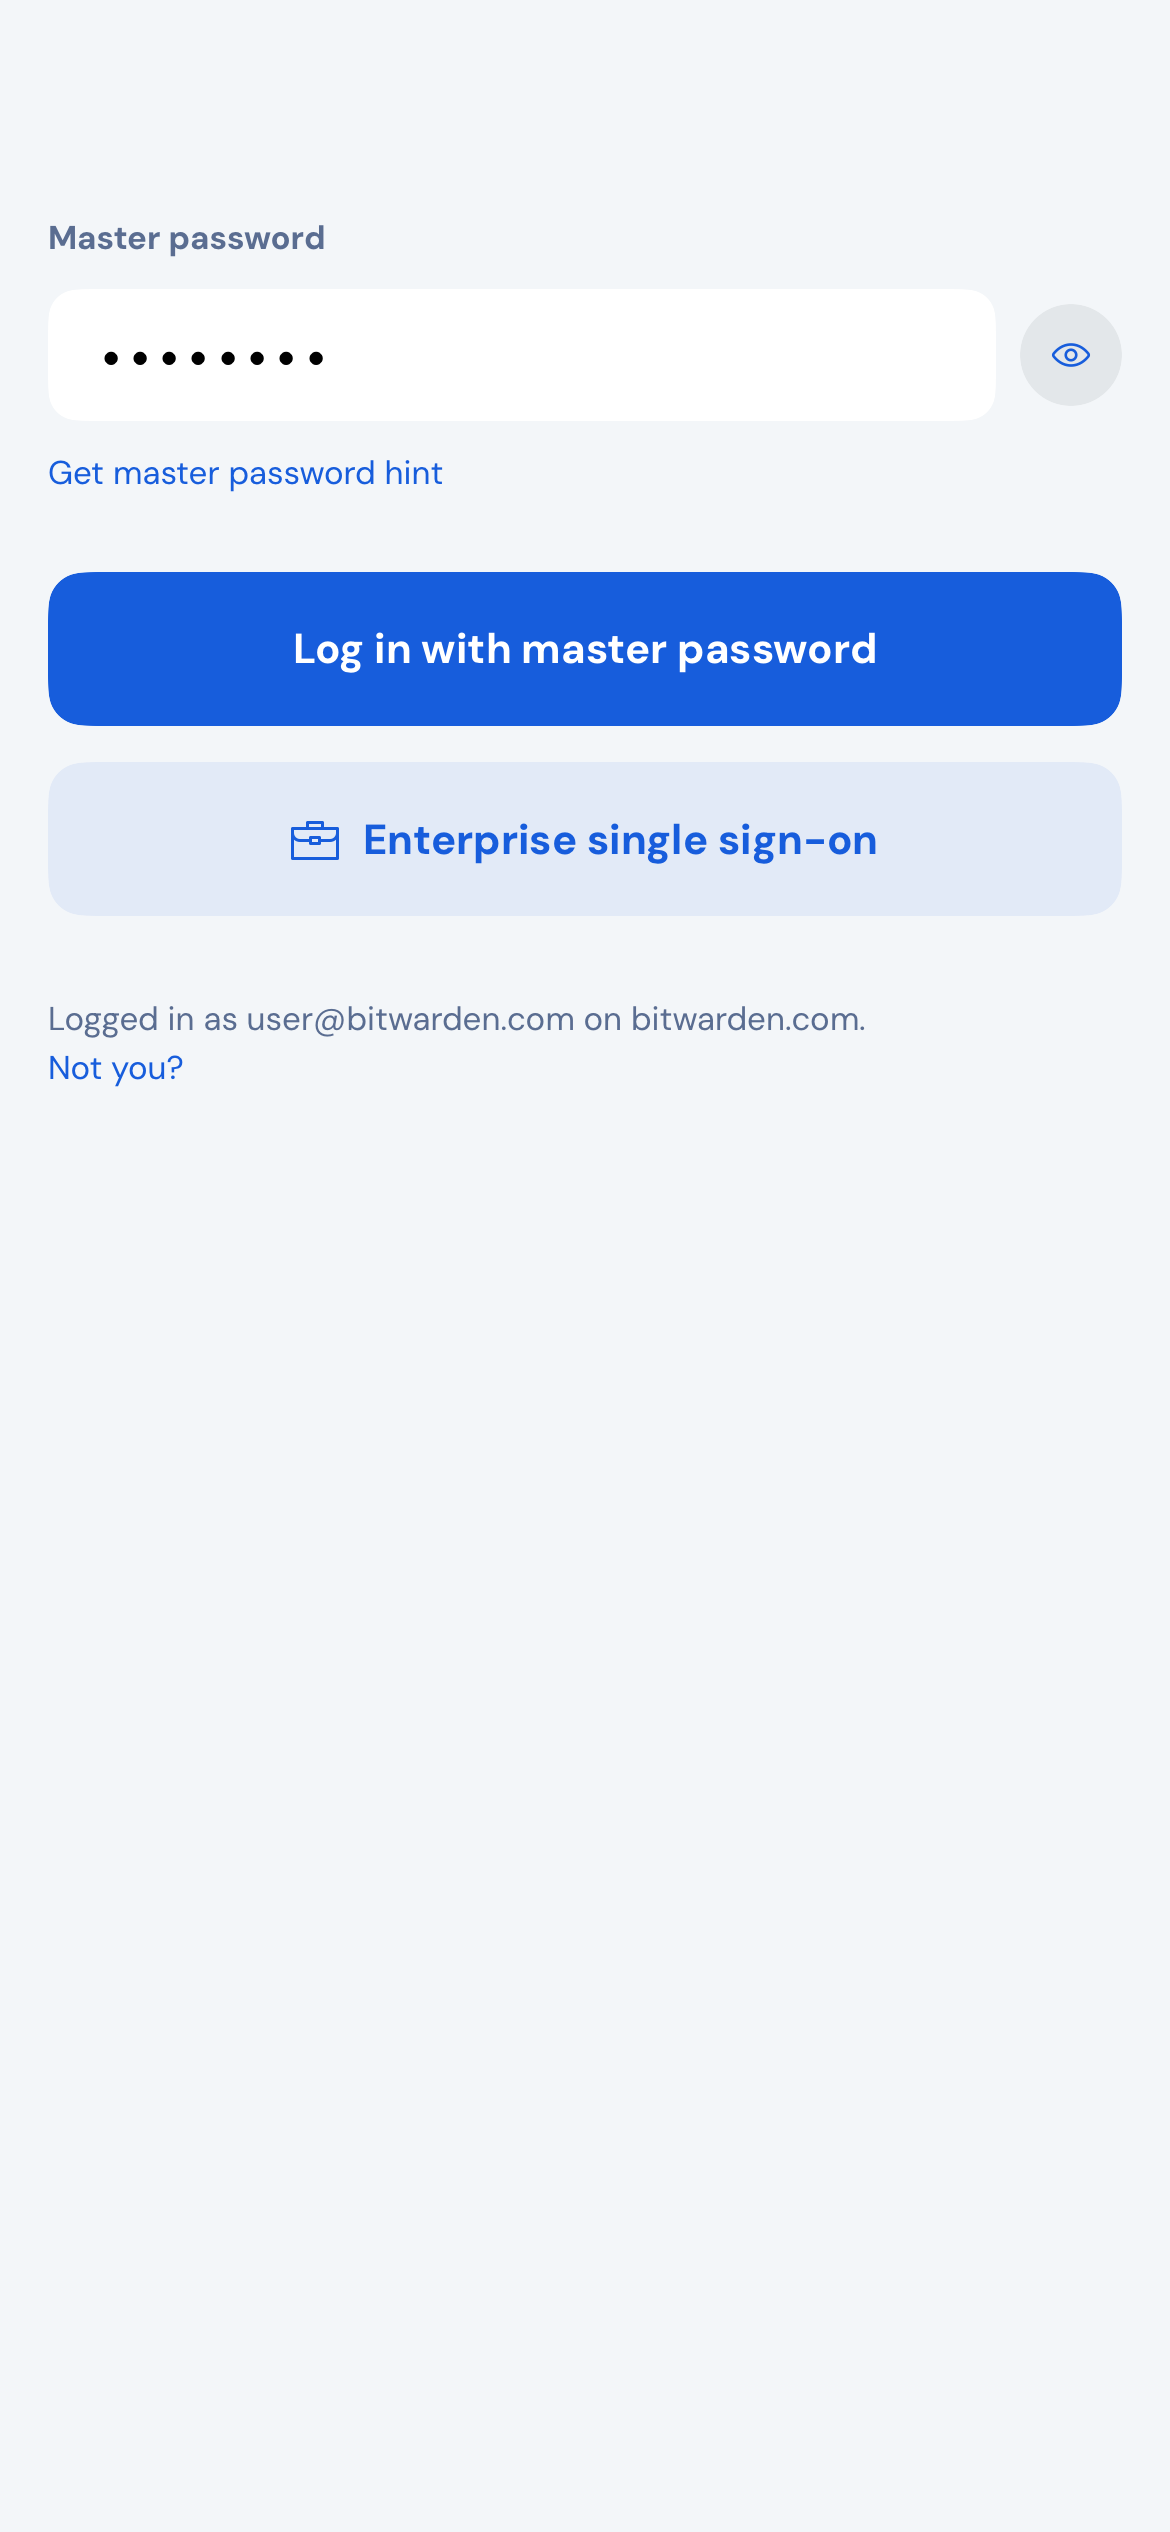 Master password
••••••••
Get master password hint
Log in with master password
Enterprise single sign-on
Logged in as user@bitwarden.com on bitwarden.com.
Not you?